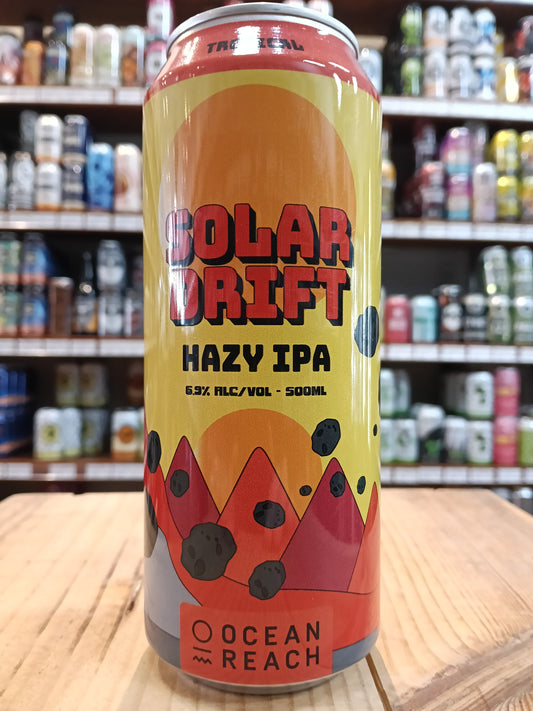 TROPICAL
SOLAR
DRIFT
HAZY IPA
6.9% ALC/VOL - 500ML
OCEAN
REACH